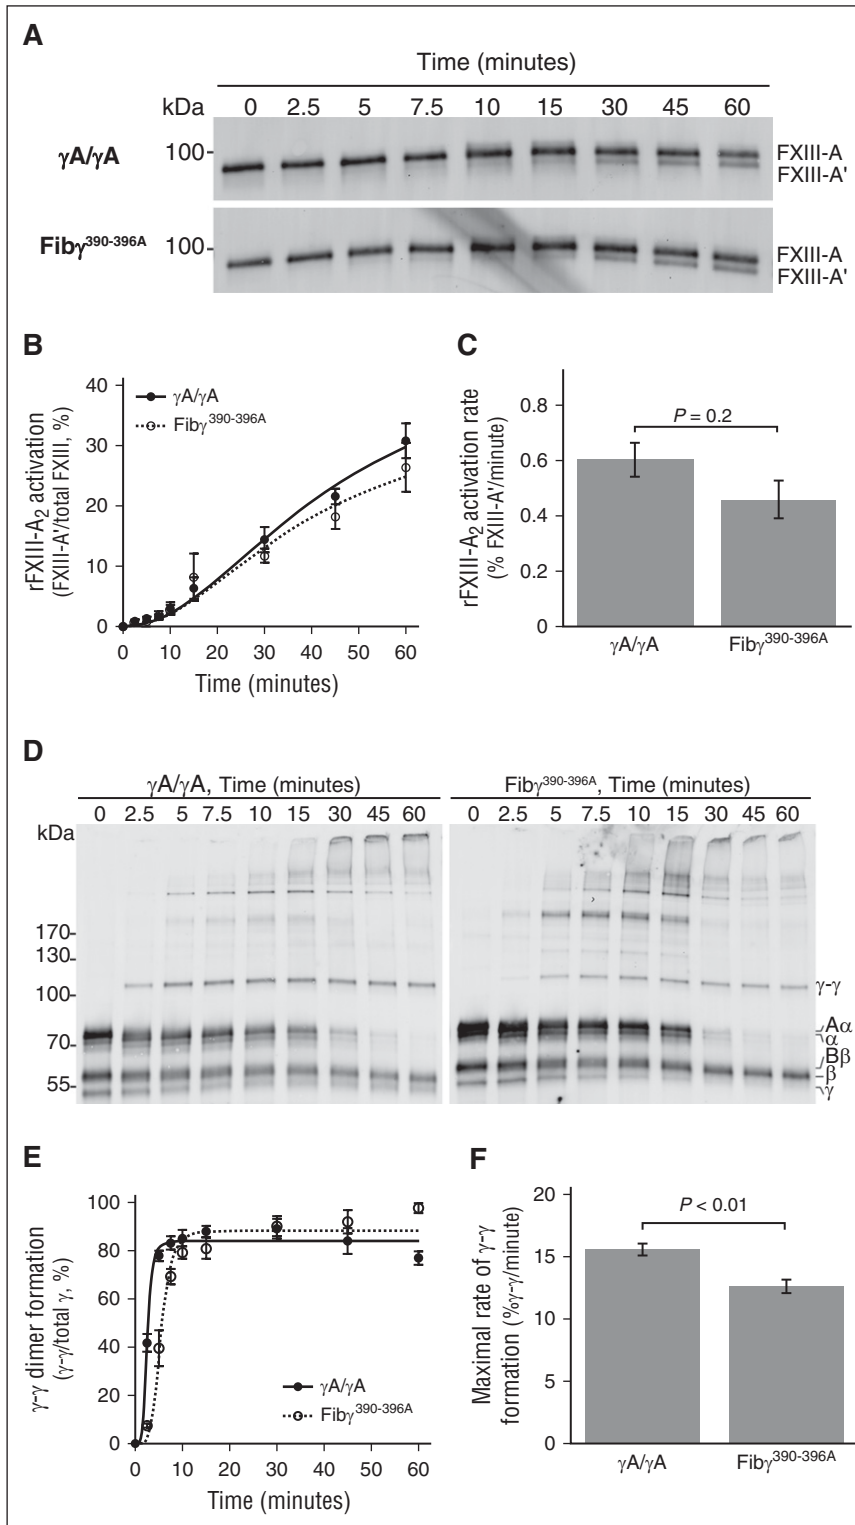 A
Time (minutes)
kDa 0 2.5 5 7.5 10 15 30 45 60
γA/γA
100
FXIII-A
FXIII-A'
Fibγ390-396A
100
FXIII-A
FXIII-A'
B
rFXIII-A2 activation
(FXIII-A'/total FXIII, %)
40
30
20
10
0
γA/γA
Fibγ390-396A
0 10 20 30 40 50 60
Time (minutes)
C
rFXIII-A2 activation rate
(% FXIII-A'/minute)
0.8
0.6
0.4
0.2
0
P = 0.2
γA/γA Fibγ390-396A
D
γA/γA, Time (minutes)
0 2.5 5 7.5 10 15 30 45 60
Fibγ390-396A, Time (minutes)
0 2.5 5 7.5 10 15 30 45 60
kDa
170
130
100
70
55
γ-γ
Aα
α
Bβ
β
γ
E
γ-γ dimer formation
(γ-γ/total γ, %)
100
80
60
40
20
0
γA/γA
Fibγ390-396A
0 10 20 30 40 50 60
Time (minutes)
F
Maximal rate of γ-γ
formation (%γ-γ/minute)
20
15
10
5
0
P < 0.01
γA/γA Fibγ390-396A